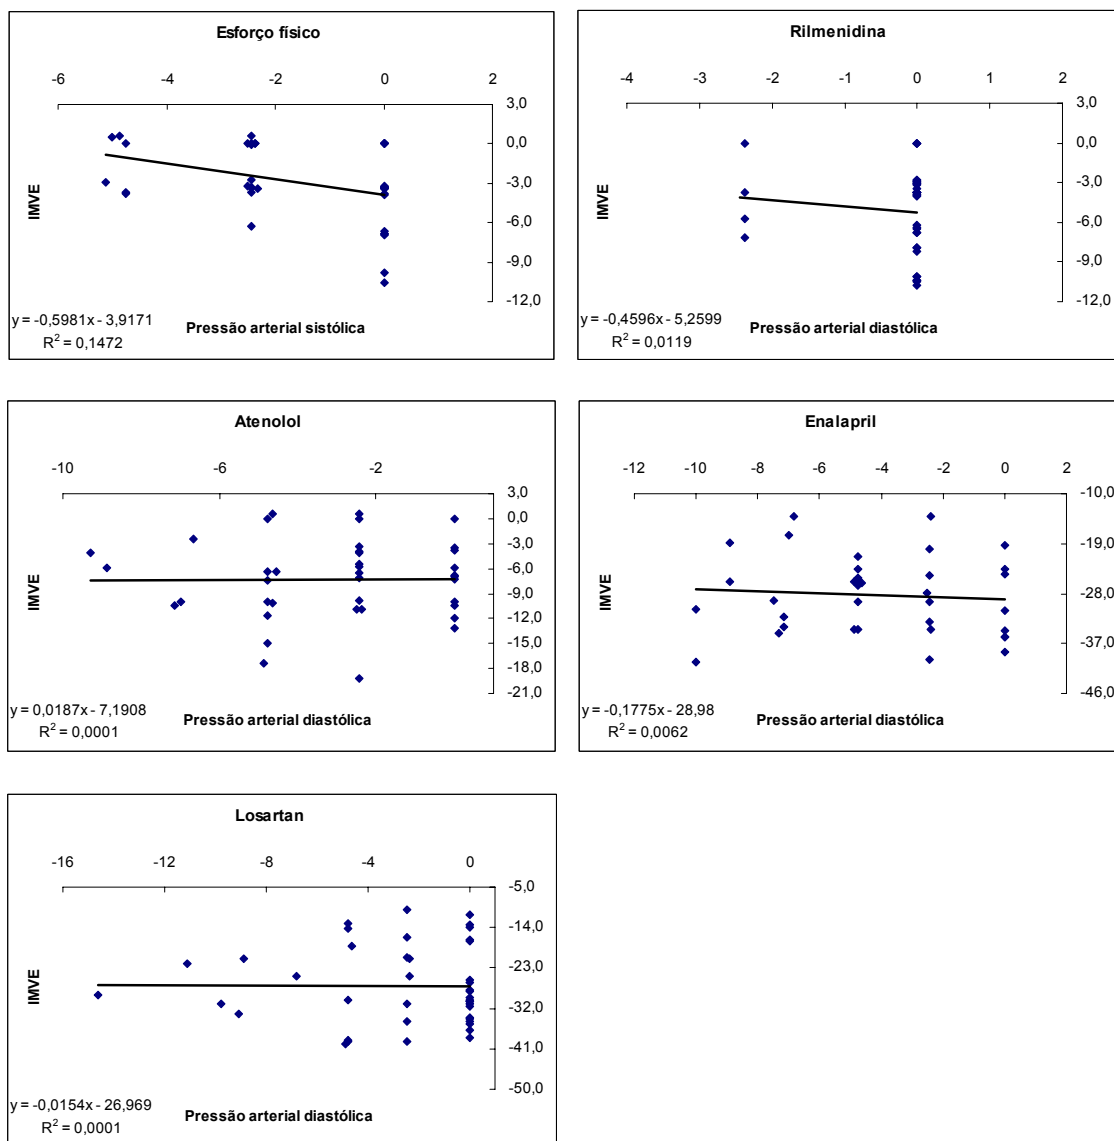 Esforço físico
-6 -4 -2 0 2
3,0
0,0
-3,0
-6,0
-9,0
-12,0
IMVE
y = -0,5981x - 3,9171
R² = 0,1472
Pressão arterial sistólica
Rilmenidina
-4 -3 -2 -1 0 1 2
3,0
0,0
-3,0
-6,0
-9,0
-12,0
IMVE
y = -0,4596x - 5,2599
R² = 0,0119
Pressão arterial diastólica
Atenolol
-10 -6 -2
3,0
0,0
-3,0
-6,0
-9,0
-12,0
-15,0
-18,0
-21,0
IMVE
y = 0,0187x - 7,1908
R² = 0,0001
Pressão arterial diastólica
Enalapril
-12 -10 -8 -6 -4 -2 0 2
-10,0
-19,0
-28,0
-37,0
-46,0
IMVE
y = -0,1775x - 28,98
R² = 0,0062
Pressão arterial diastólica
Losartan
-16 -12 -8 -4 0
-5,0
-14,0
-23,0
-32,0
-41,0
-50,0
IMVE
y = -0,0154x - 26,969
R² = 0,0001
Pressão arterial diastólica